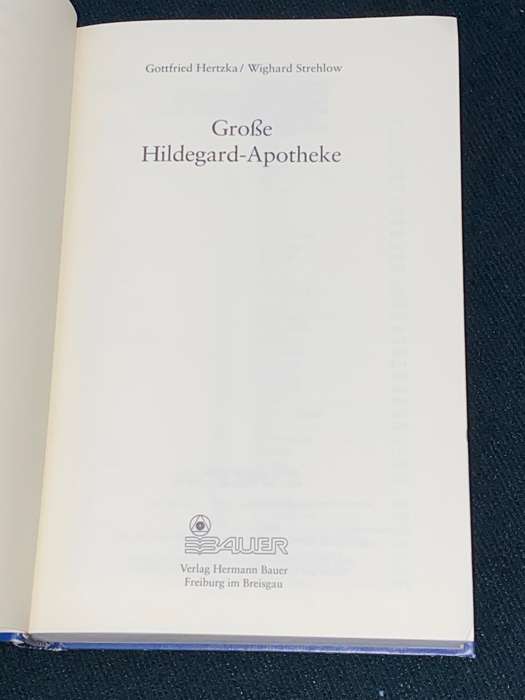 Gottfried Hertzka/Wighard Strehlow
Große
Hildegard-Apotheke
BAUER
Verlag Hermann Bauer
Freiburg im Breisgau